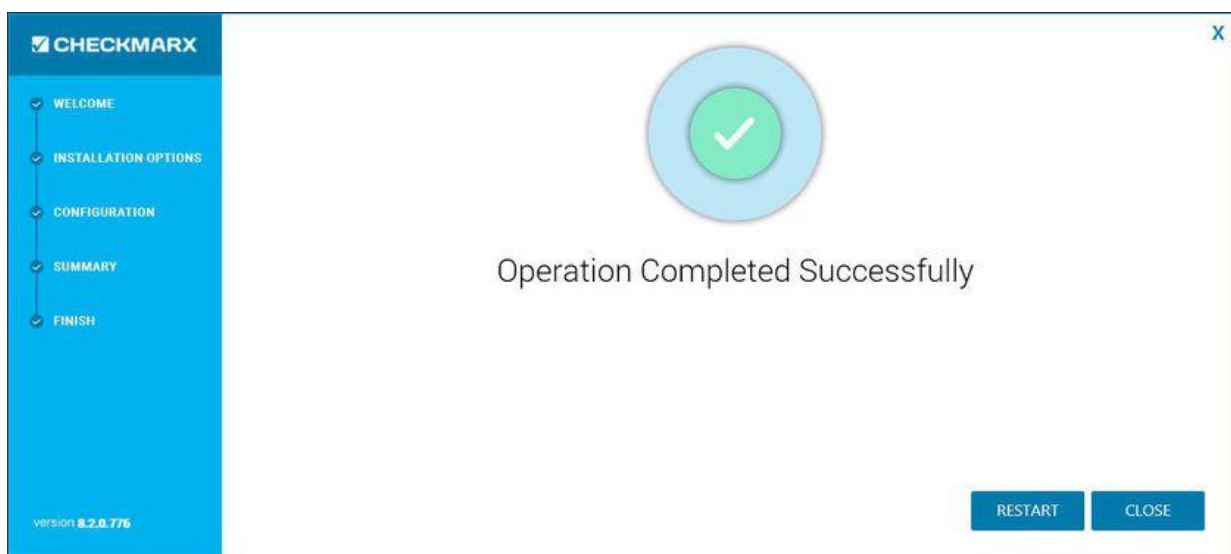 CHECKMARX
X
WELCOME
INSTALLATION OPTIONS
CONFIGURATION
SUMMARY
FINISH
Operation Completed Successfully
RESTART
CLOSE
version 8.2.0.776